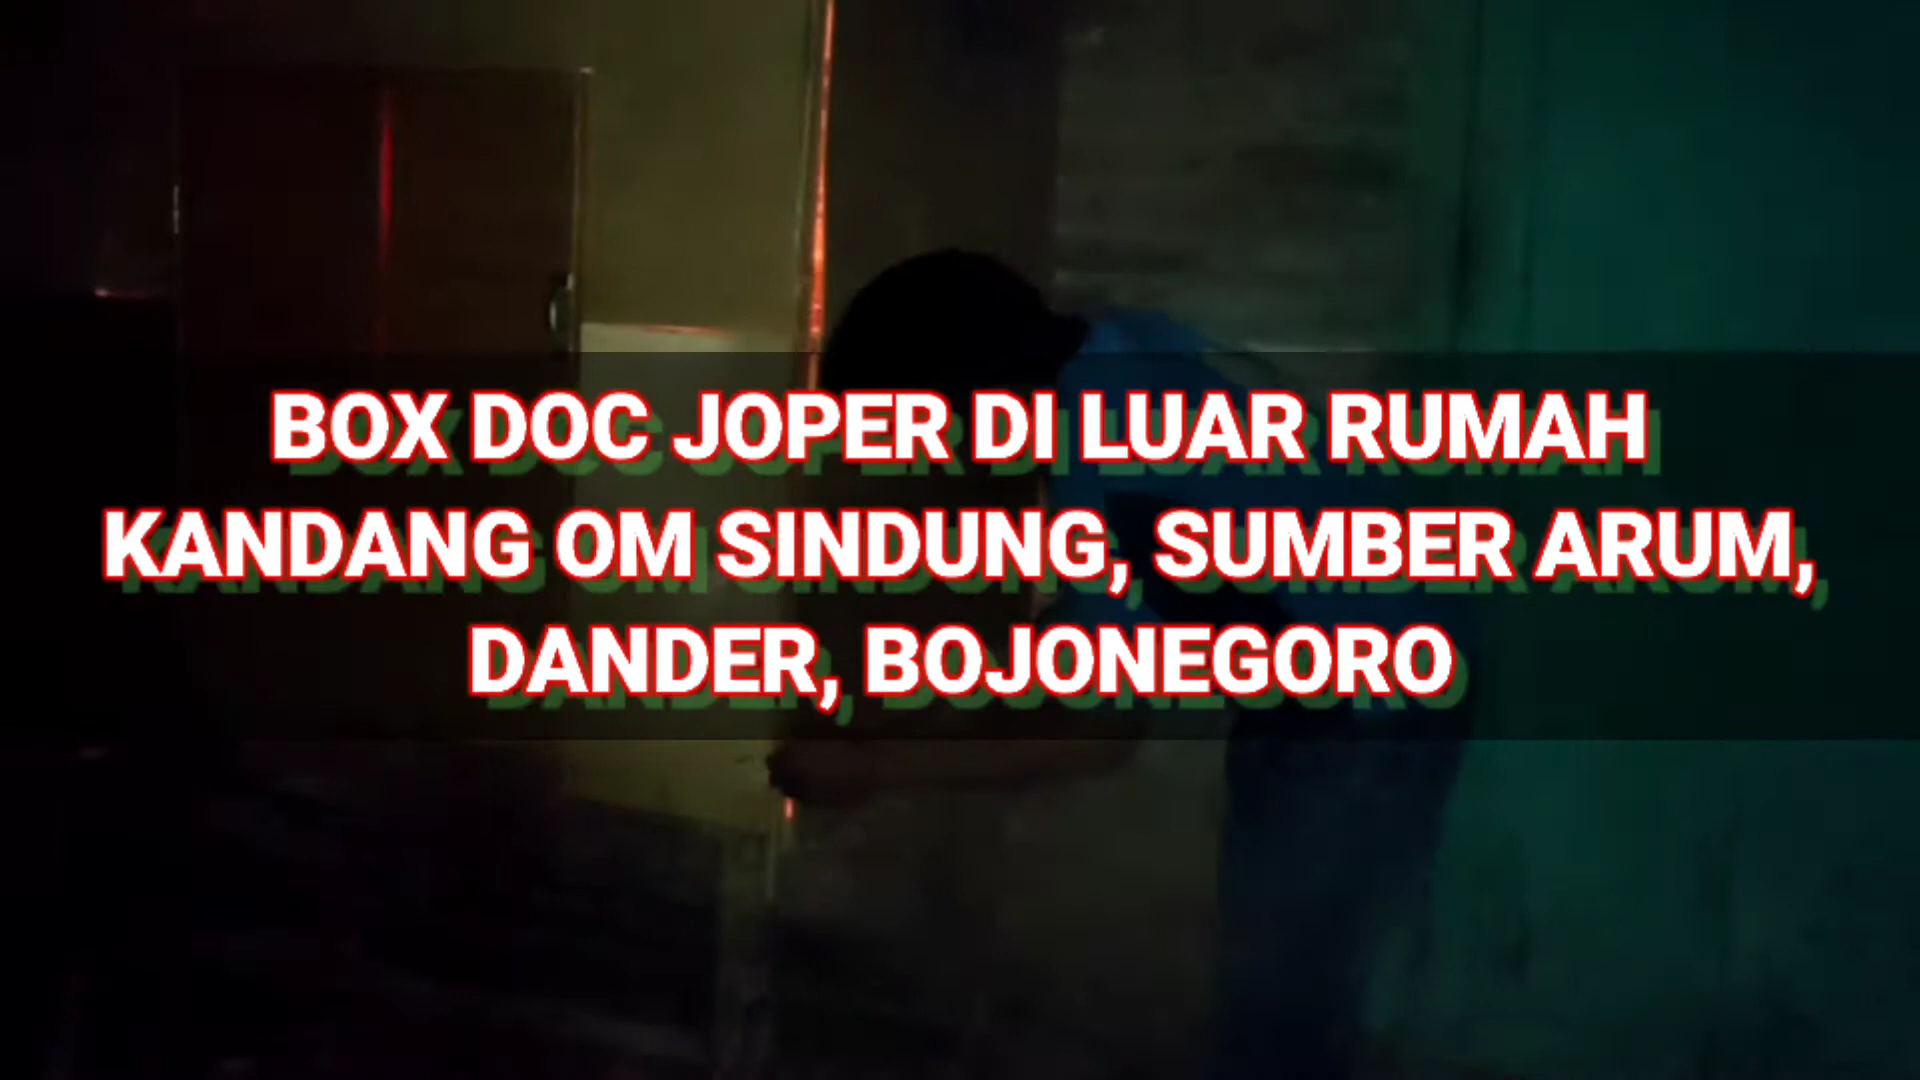 BOX DOC JOPER DI LUAR RUMAH
KANDANG OM SINDUNG, SUMBER ARUM,
DANDER, BOJONEGORO